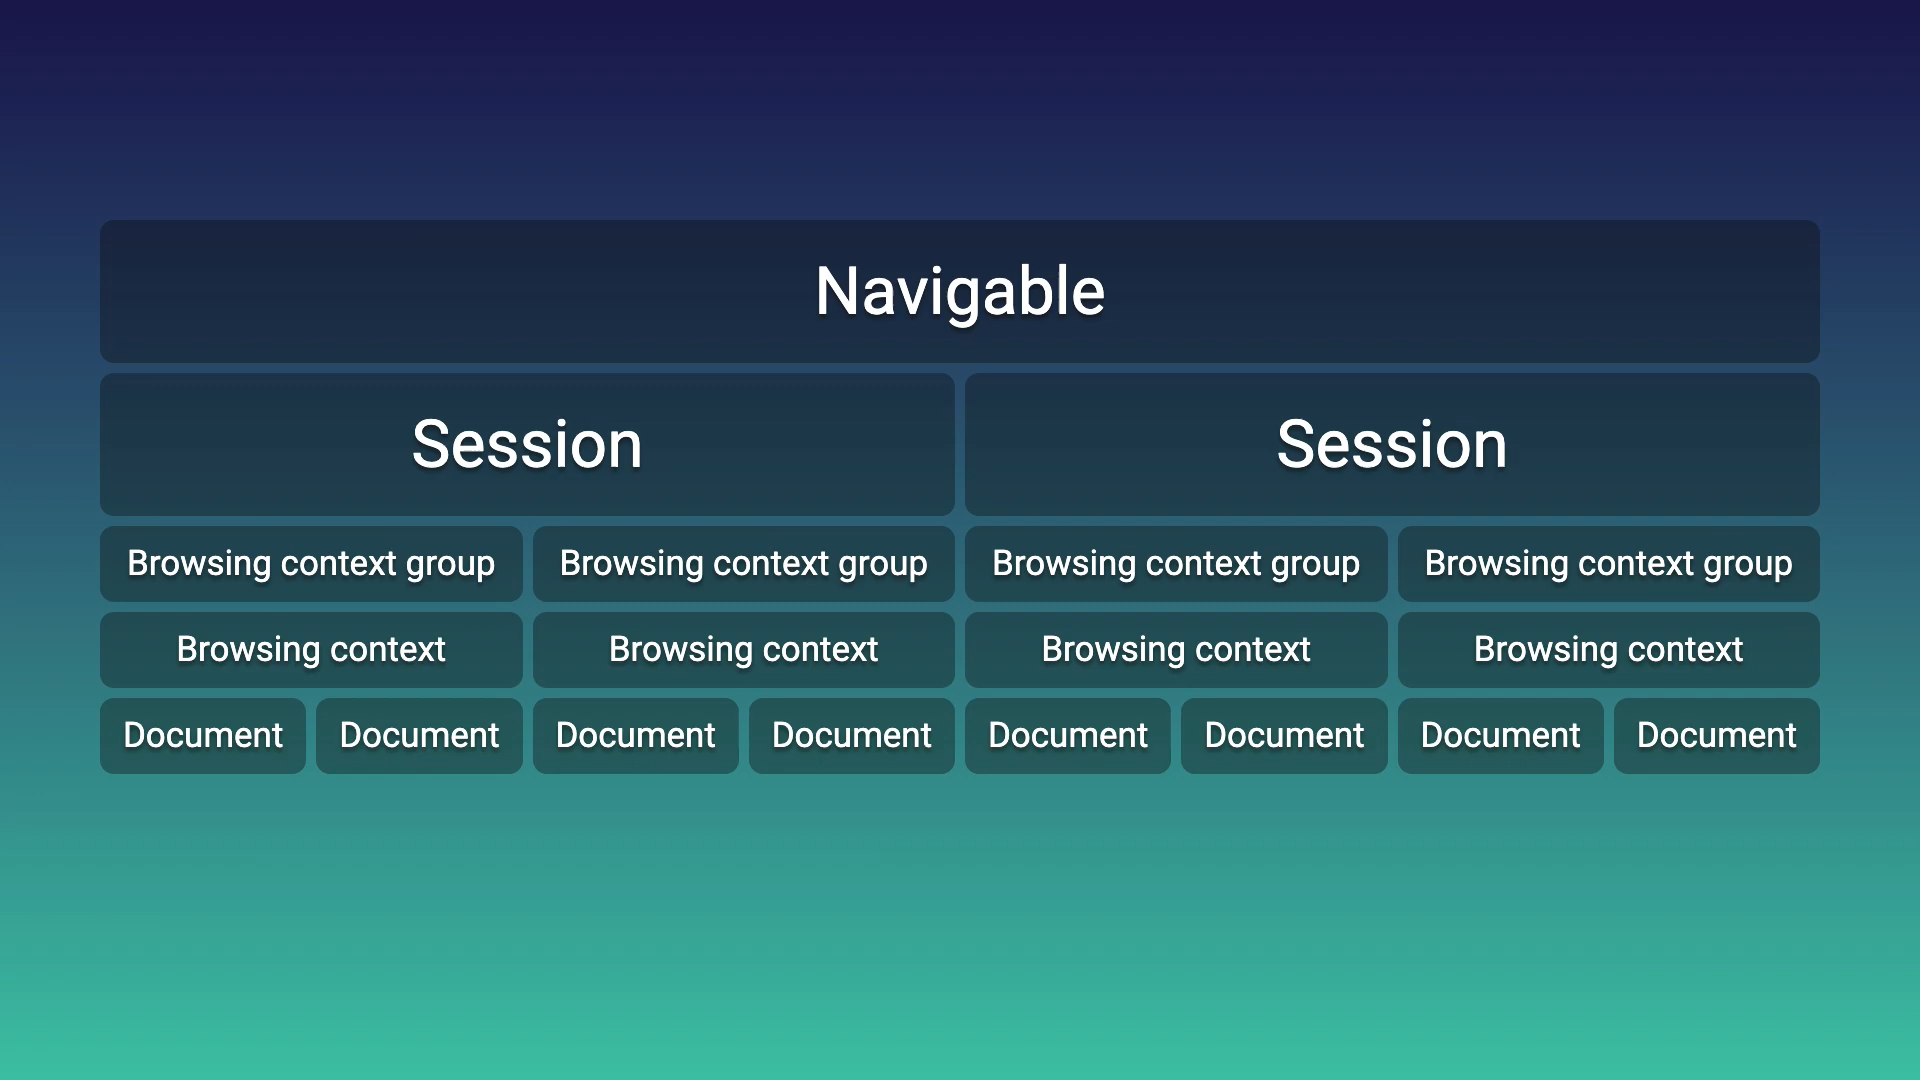 Navigable
Session Session
Browsing context group Browsing context group Browsing context group Browsing context group
Browsing context Browsing context Browsing context Browsing context
Document Document Document Document Document Document Document Document